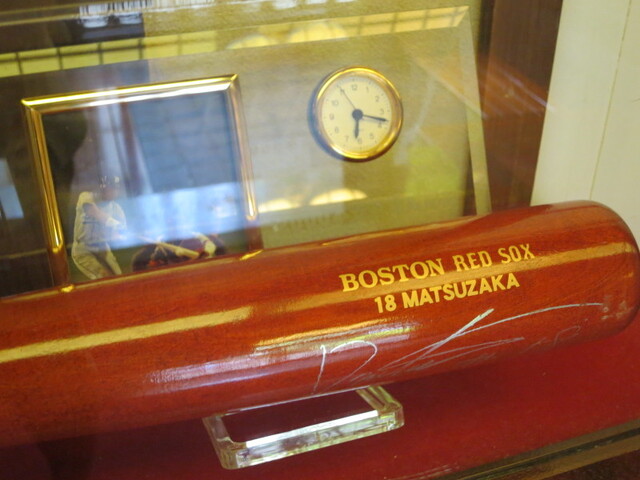 BOSTON RED SOX
18 MATSUZAKA